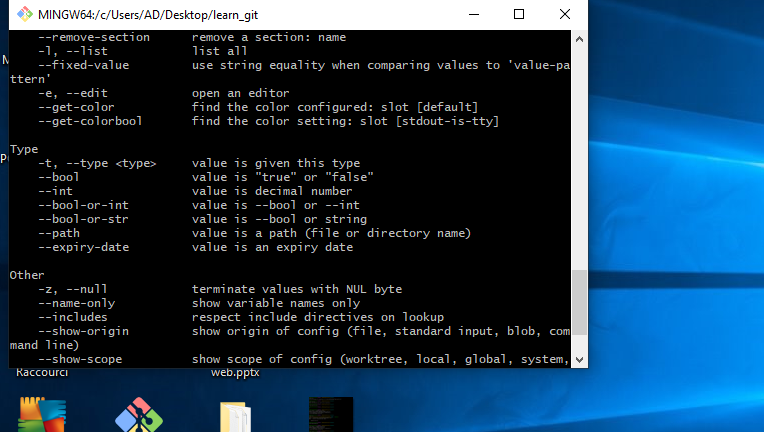 MINGW64:/c/Users/AD/Desktop/learn_git
--remove-section remove a section: name
-l, --list list all
--fixed-value use string equality when comparing values to 'value-pa
ttern'
-e, --edit open an editor
--get-color find the color configured: slot [default]
--get-colorbool find the color setting: slot [stdout-is-tty]
Type
-t, --type <type> value is given this type
--bool value is "true" or "false"
--int value is decimal number
--bool-or-int value is --bool or --int
--bool-or-str value is --bool or string
--path value is a path (file or directory name)
--expiry-date value is an expiry date
Other
-z, --null terminate values with NUL byte
--name-only show variable names only
--includes respect include directives on lookup
--show-origin show origin of config (file, standard input, blob, com
mand line)
--show-scope show scope of config (worktree, local, global, system,
Raccourci
web.pptx